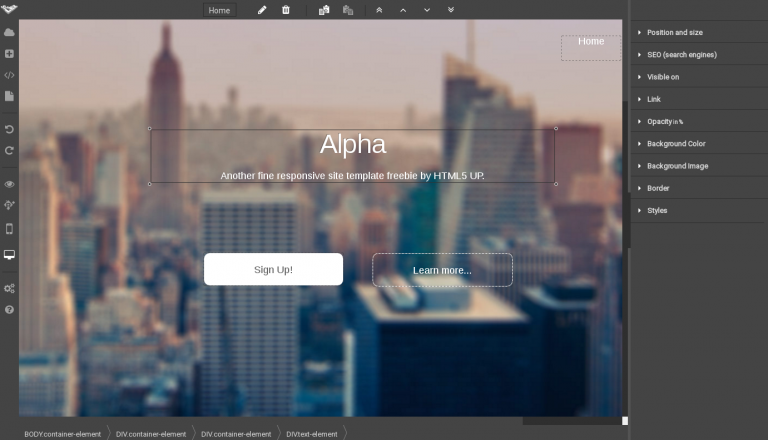 Home
Home
Alpha
Another fine responsive site template freebie by HTML5 UP.
Sign Up!
Learn more...
Position and size
SEO (search engines)
Visible on
Link
Opacity in %
Background Color
Background Image
Border
Styles
BODY.container-element
DIV.container-element
DIV.container-element
DIV.text-element